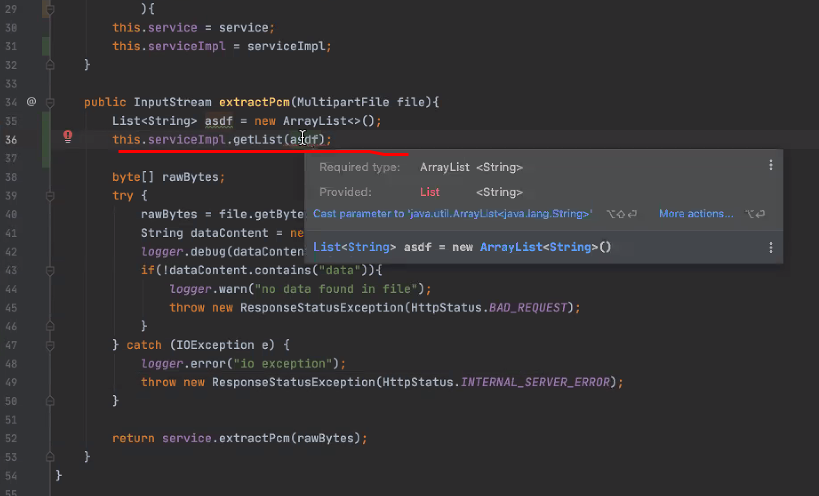 29 ){
30 this.service = service;
31 this.serviceImpl = serviceImpl;
32 }
33
34 @ public InputStream extractPcm(MultipartFile file){
35 List<String> asdf = new ArrayList<>();
36 this.serviceImpl.getList(asdf);
37
Required type: ArrayList <String>
38 byte[] rawBytes;
Provided: List <String>
39 try {
40 rawBytes = file.getByte
Cast parameter to 'java.util.ArrayList<java.lang.String>' ⌥⇧⏎ More actions... ⌥⏎
41 String dataContent = ne
42 logger.debug(dataConten
List<String> asdf = new ArrayList<String>()
43 if(!dataContent.contains("data")){
44 logger.warn("no data found in file");
45 throw new ResponseStatusException(HttpStatus.BAD_REQUEST);
46 }
47 } catch (IOException e) {
48 logger.error("io exception");
49 throw new ResponseStatusException(HttpStatus.INTERNAL_SERVER_ERROR);
50 }
51
52 return service.extractPcm(rawBytes);
53 }
54 }
55